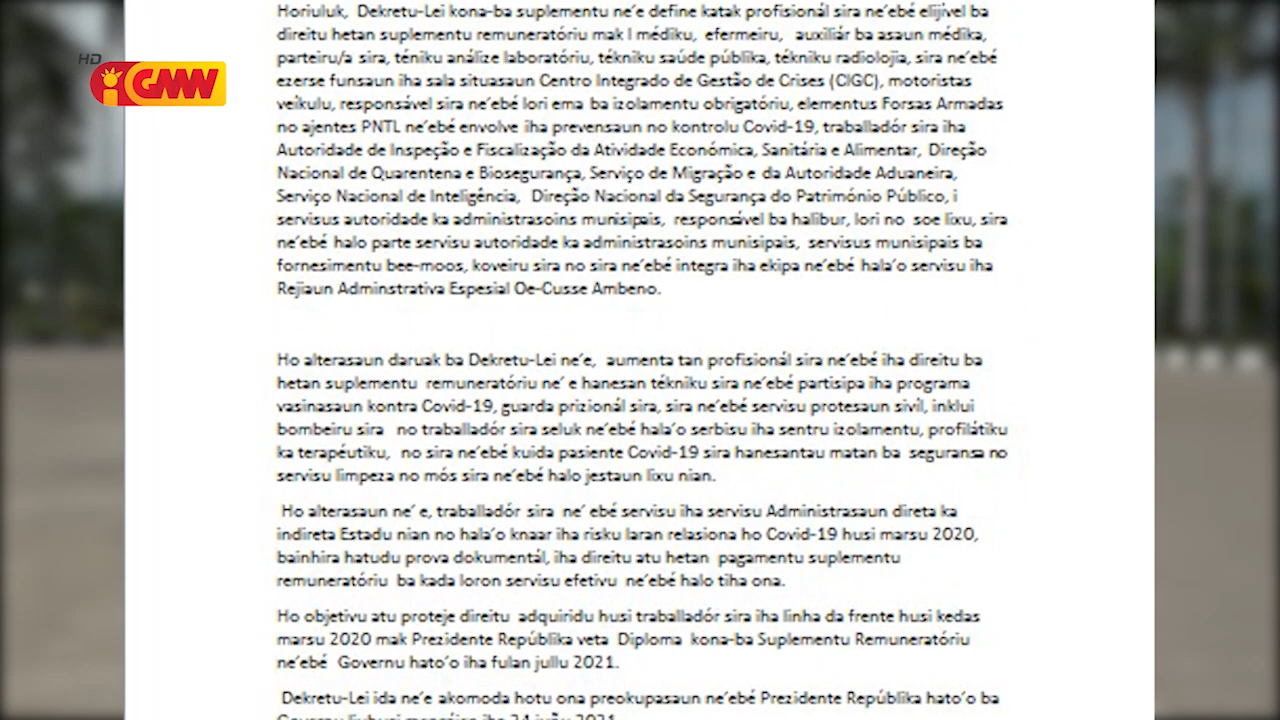 Horiuluk, Dekretu-Lei kona-ba suplementu ne'e define katak profisionál sira ne'ebé elijível ba
HD
direitu hetan suplementu remuneratóriu mak l médiku, efermeiru, auxiliár ba asaun médika,
parteiru/a sira, téniku análize laboratóriu, tékniku saúde públika, tékniku radiolojia, sira ne'ebé
GMN
ezerse funsaun iha sala situasaun Centro Integrado de Gestão de Crises (CIGC), motoristas
veíkulu, responsável sira ne'ebé lori ema ba izolamentu obrigatóriu, elementus Forsas Armadas
no ajentes PNTL ne'ebé envolve iha prevensaun no kontrolu Covid-19, traballadór sira iha
Autoridade de Inspeção e Fiscalização da Atividade Económica, Sanitária e Alimentar, Direção
Nacional de Quarentena e Biosegurança, Serviço de Migração e da Autoridade Aduaneira,
Serviço Nacional de Inteligência, Direção Nacional da Segurança do Património Público, i
servisus autoridade ka administrasoins munisipais, responsável ba halibur, lori no soe lixu, sira
ne'ebé halo parte servisu autoridade ka administrasoins munisipais, servisus munisipais ba
fornesimentu bee-moos, koveiru sira no sira ne'ebé integra iha ekipa ne'ebé hala'o servisu iha
Rejiaun Adminstrativa Espesial Oe-Cusse Ambeno.
Ho alterasaun daruak ba Dekretu-Lei ne'e, aumenta tan profisionál sira ne'ebé iha direitu ba
hetan suplementu remuneratóriu ne' e hanesan tékniku sira ne'ebé partisipa iha programa
vasinasaun kontra Covid-19, guarda prizionál sira, sira ne'ebé servisu protesaun sivíl, inklui
bombeiru sira no traballadór sira seluk ne'ebé hala'o serbisu iha sentru izolamentu, profilátiku
ka terapéutiku, no sira ne'ebé kuida pasiente Covid-19 sira hanesantau matan ba seguransa no
servisu limpeza no mós sira ne'ebé halo jestaun lixu nian.
Ho alterasaun ne' e, traballadór sira ne' ebé servisu iha servisu Administrasaun direta ka
indireta Estadu nian no hala'o knaar iha risku laran relasiona ho Covid-19 husi marsu 2020,
bainhira hatudu prova dokumentál, iha direitu atu hetan pagamentu suplementu
remuneratóriu ba kada loron servisu efetivu ne'ebé halo tiha ona.
Ho objetivu atu proteje direitu adquiridu husi traballadór sira iha linha da frente husi kedas
marsu 2020 mak Prezidente Repúblika veta Diploma kona-ba Suplementu Remuneratóriu
ne'ebé Governu hato'o iha fulan jullu 2021.
Dekretu-Lei ida ne'e akomoda hotu ona preokupasaun ne'ebé Prezidente Repúblika hato'o ba